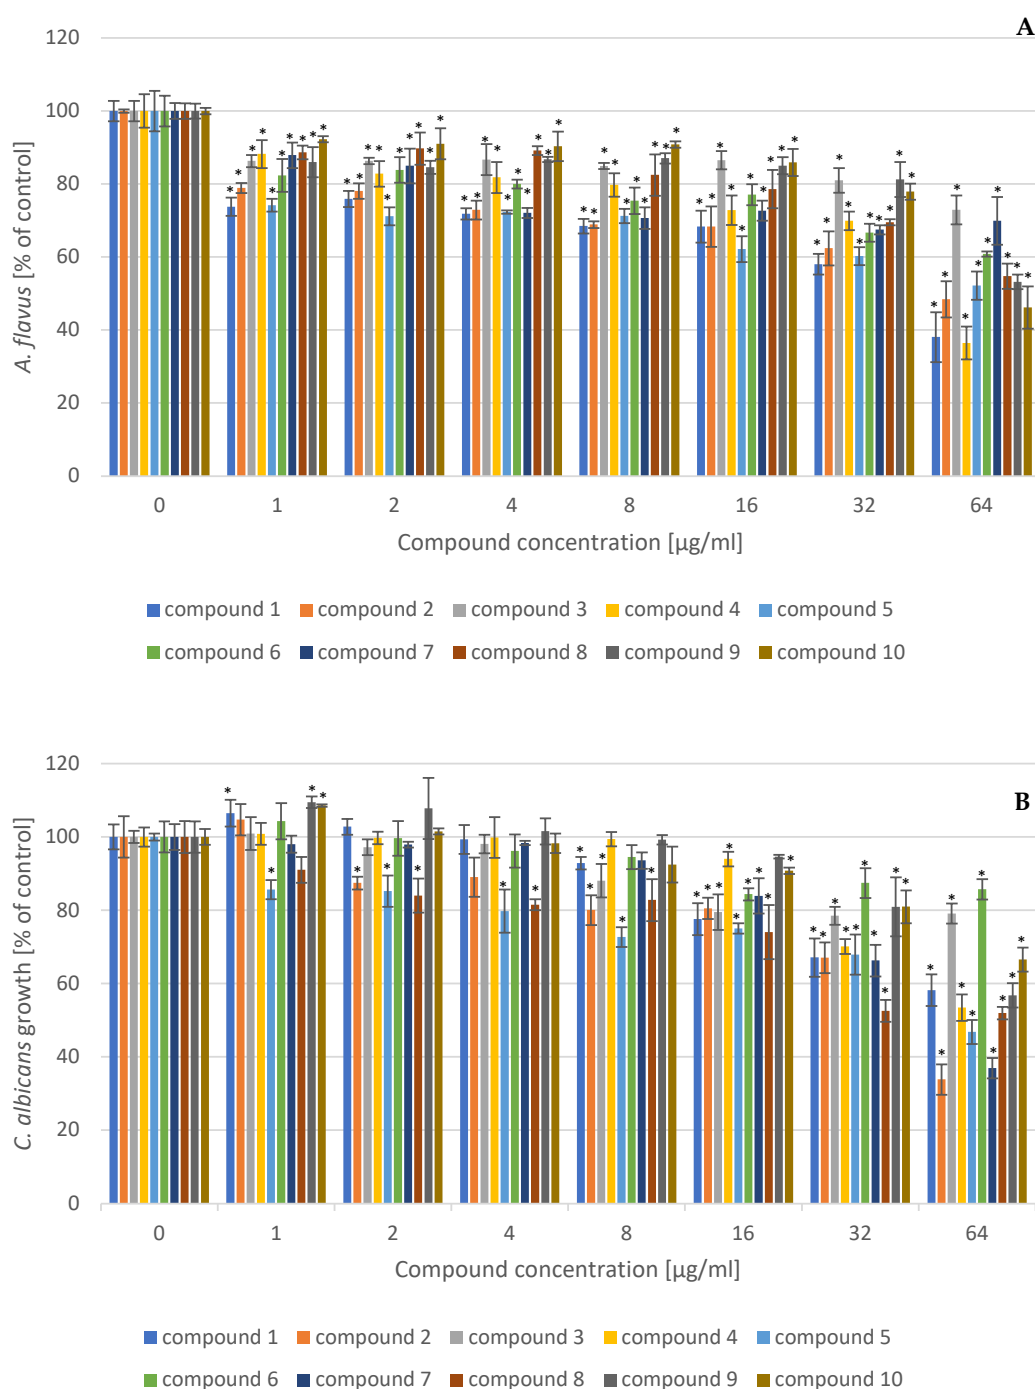 A
120
100
80
60
40
20
0
A. flavus [% of control]
0 1 2 4 8 16 32 64
Compound concentration [µg/ml]
compound 1 compound 2 compound 3 compound 4 compound 5
compound 6 compound 7 compound 8 compound 9 compound 10
B
120
100
80
60
40
20
0
C. albicans growth [% of control]
0 1 2 4 8 16 32 64
Compound concentration [µg/ml]
compound 1 compound 2 compound 3 compound 4 compound 5
compound 6 compound 7 compound 8 compound 9 compound 10